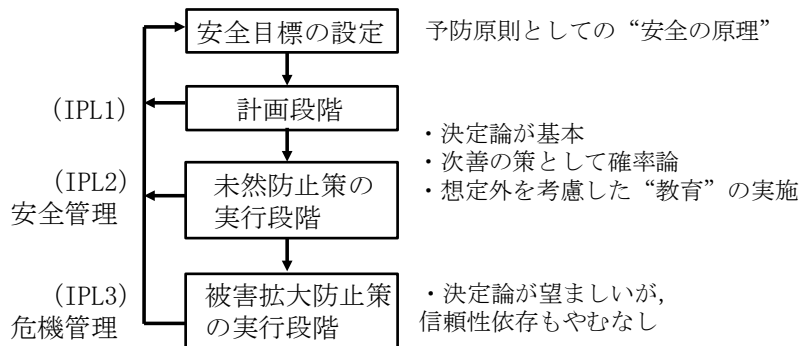 安全目標の設定
予防原則としての“安全の原理”
(IPL1)
計画段階
・決定論が基本
・次善の策として確率論
・想定外を考慮した“教育”の実施
(IPL2)
安全管理
未然防止策の
実行段階
(IPL3)
危機管理
被害拡大防止策
の実行段階
・決定論が望ましいが,
信頼性依存もやむなし